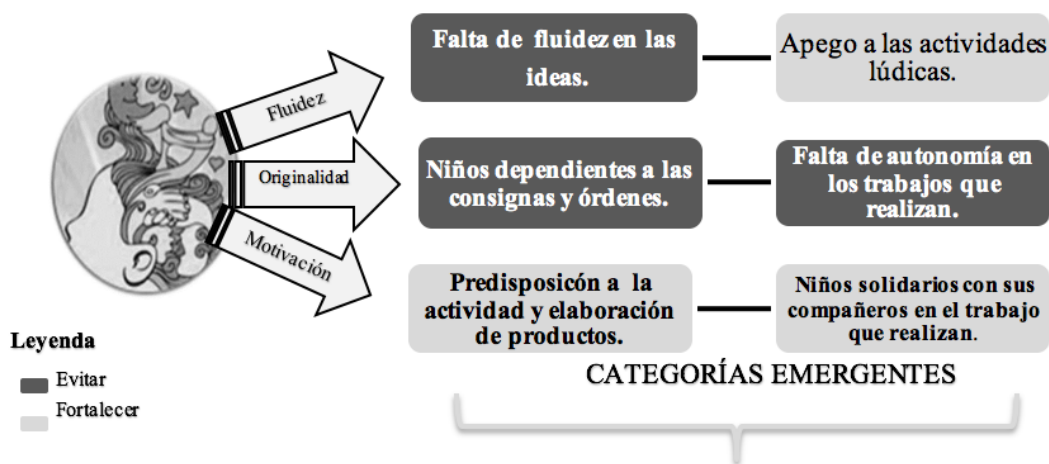 Fluidez
Falta de fluidez en las
ideas.
Apego a las actividades
lúdicas.
Originalidad
Niños dependientes a las
consignas y órdenes.
Falta de autonomía en
los trabajos que
realizan.
Motivación
Predisposicón a la
actividad y elaboración
de productos.
Niños solidarios con sus
compañeros en el trabajo
que realizan.
Leyenda
Evitar
Fortalecer
CATEGORÍAS EMERGENTES